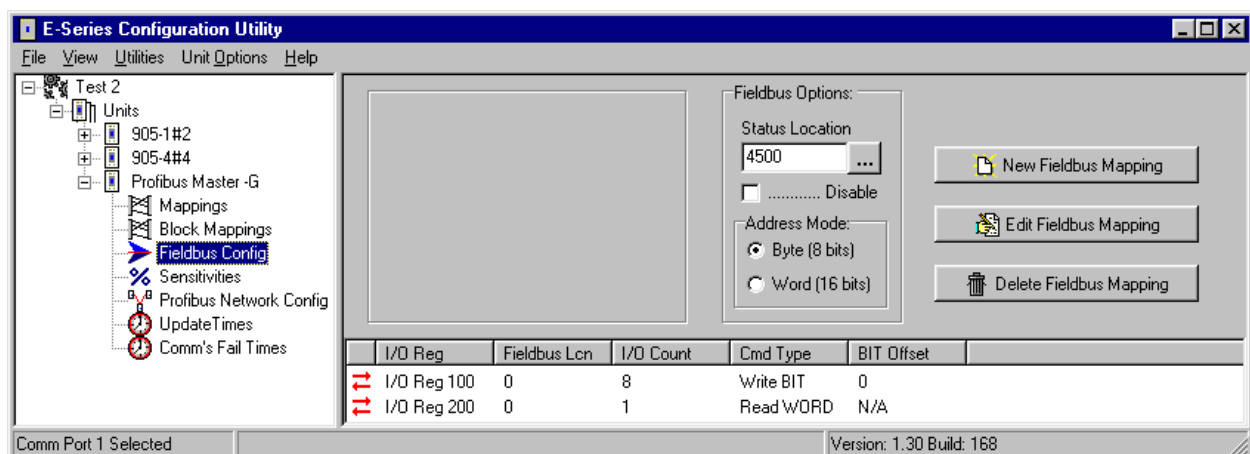 E-Series Configuration Utility
File View Utilities Unit Options Help
Test 2
Units
905-1#2
905-4#4
Profibus Master -G
Mappings
Block Mappings
Fieldbus Config
Sensitivities
Profibus Network Config
UpdateTimes
Comm's Fail Times
Fieldbus Options:
Status Location
4500 ...
............ Disable
Address Mode:
Byte (8 bits)
Word (16 bits)
New Fieldbus Mapping
Edit Fieldbus Mapping
Delete Fieldbus Mapping
I/O Reg Fieldbus Lcn I/O Count Cmd Type BIT Offset
I/O Reg 100 0 8 Write BIT 0
I/O Reg 200 0 1 Read WORD N/A
Comm Port 1 Selected Version: 1.30 Build: 168